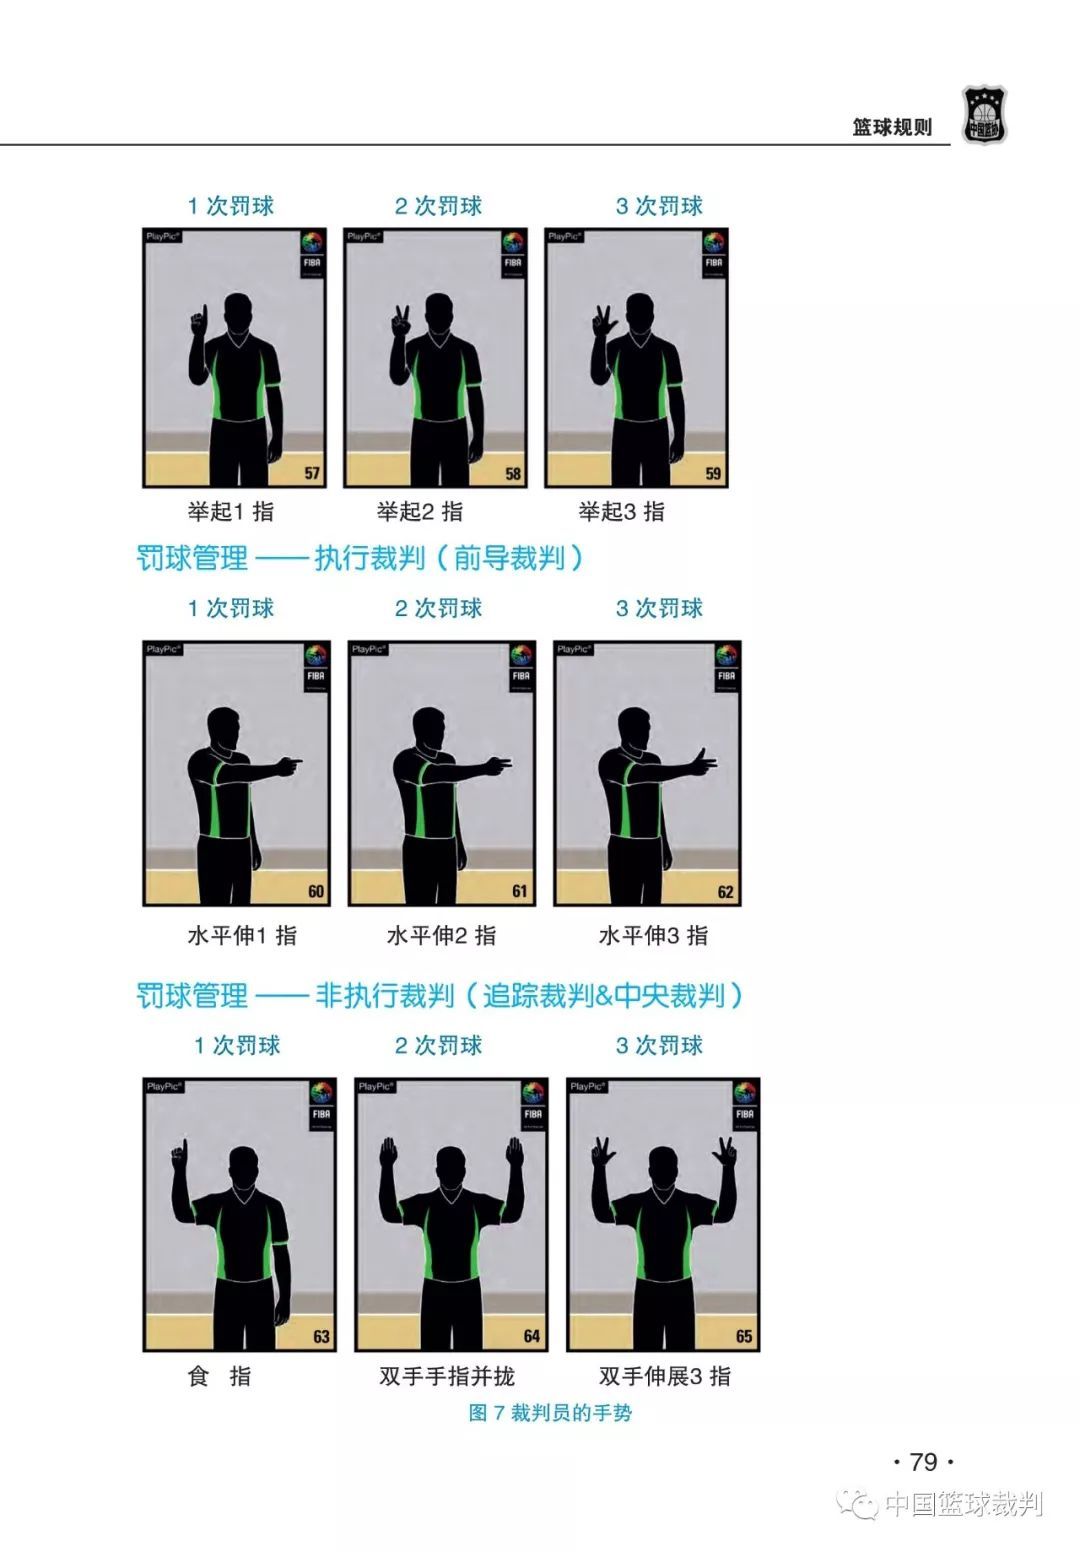 篮球规则
中国篮协
1 次罚球 2 次罚球 3 次罚球
PlayPic® FIBA PlayPic® FIBA PlayPic® FIBA
57 58 59
举起1 指 举起2 指 举起3 指
罚球管理 —— 执行裁判（前导裁判）
1 次罚球 2 次罚球 3 次罚球
PlayPic® FIBA PlayPic® FIBA PlayPic® FIBA
60 61 62
水平伸1 指 水平伸2 指 水平伸3 指
罚球管理 —— 非执行裁判（追踪裁判&中央裁判）
1 次罚球 2 次罚球 3 次罚球
PlayPic® FIBA PlayPic® FIBA PlayPic® FIBA
63 64 65
食 指 双手手指并拢 双手伸展3 指
图 7 裁判员的手势
· 79 ·
中国篮球裁判